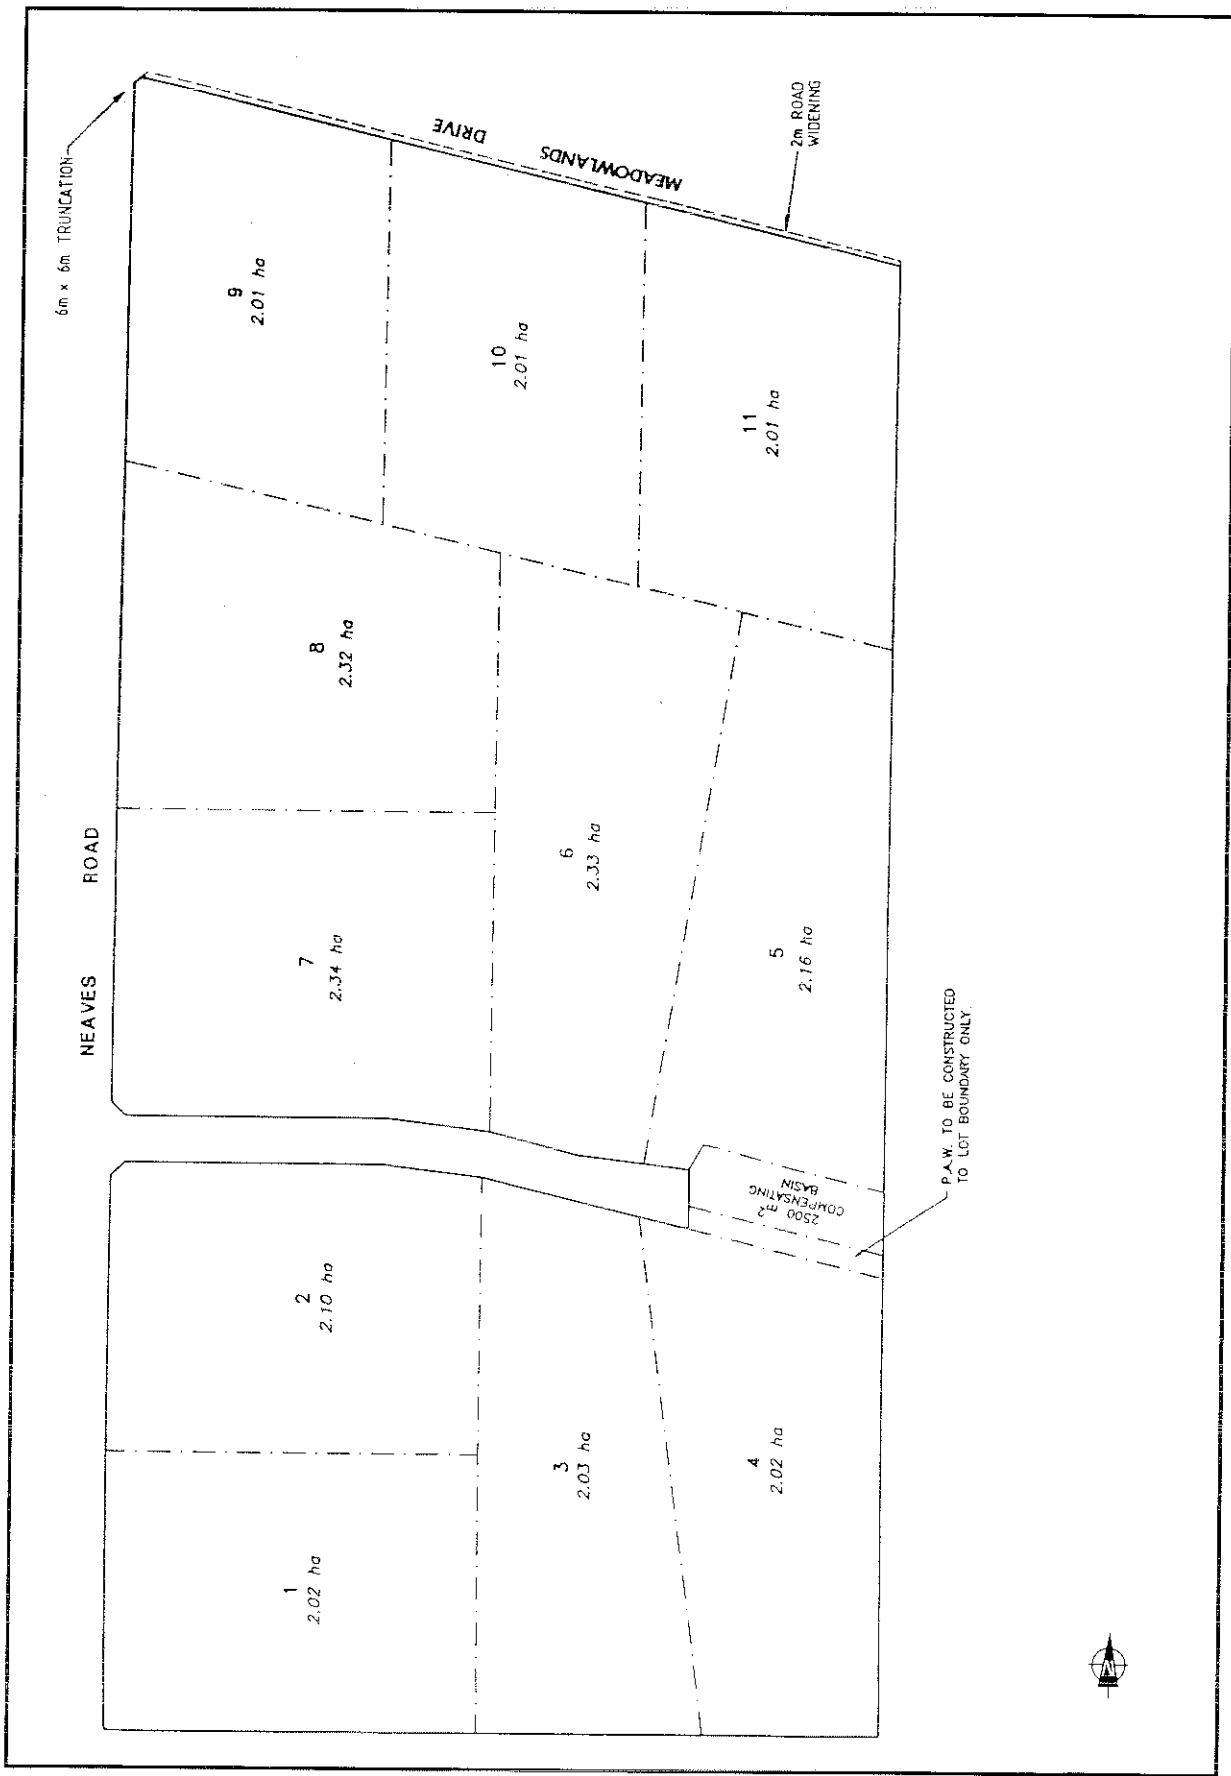 6m x 6m TRUNCATION
NEAVES ROAD
MEADOWLANDS DRIVE
2m ROAD
WIDENING
1
2.02 ha
2
2.10 ha
3
2.03 ha
4
2.02 ha
5
2.16 ha
6
2.33 ha
7
2.34 ha
8
2.32 ha
9
2.01 ha
10
2.01 ha
11
2.01 ha
2500 m²
COMPENSATING
BASIN
P.A.W. TO BE CONSTRUCTED
TO LOT BOUNDARY ONLY.
N